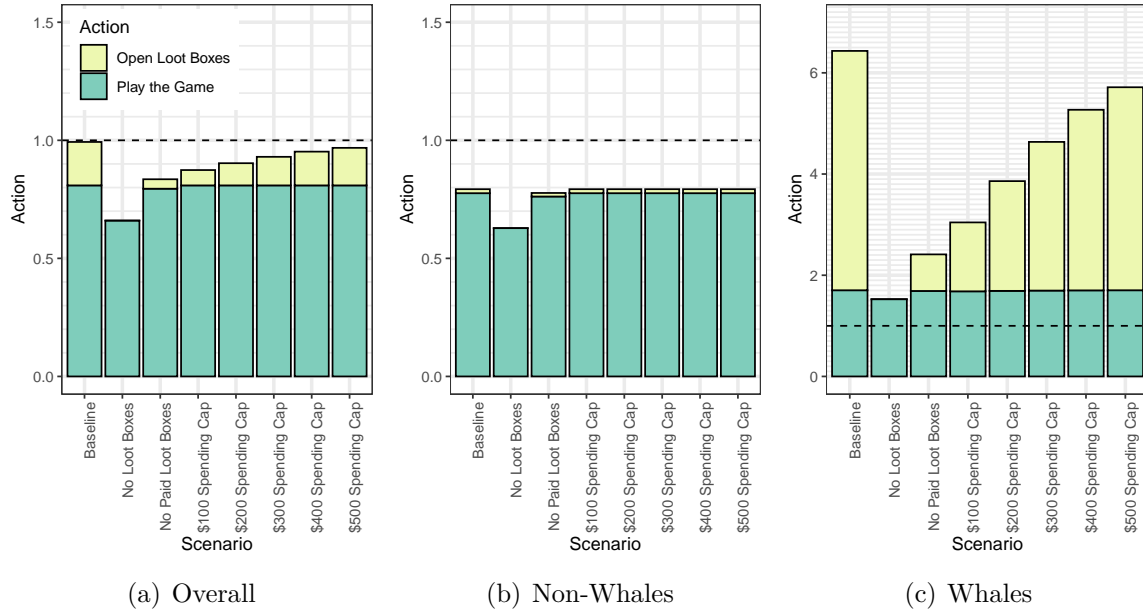 Action
Open Loot Boxes
Play the Game
1.5
1.0
0.5
0.0
Action
Baseline
No Loot Boxes
No Paid Loot Boxes
$100 Spending Cap
$200 Spending Cap
$300 Spending Cap
$400 Spending Cap
$500 Spending Cap
Scenario
(a) Overall
1.5
1.0
0.5
0.0
Action
Baseline
No Loot Boxes
No Paid Loot Boxes
$100 Spending Cap
$200 Spending Cap
$300 Spending Cap
$400 Spending Cap
$500 Spending Cap
Scenario
(b) Non-Whales
6
4
2
0
Action
Baseline
No Loot Boxes
No Paid Loot Boxes
$100 Spending Cap
$200 Spending Cap
$300 Spending Cap
$400 Spending Cap
$500 Spending Cap
Scenario
(c) Whales